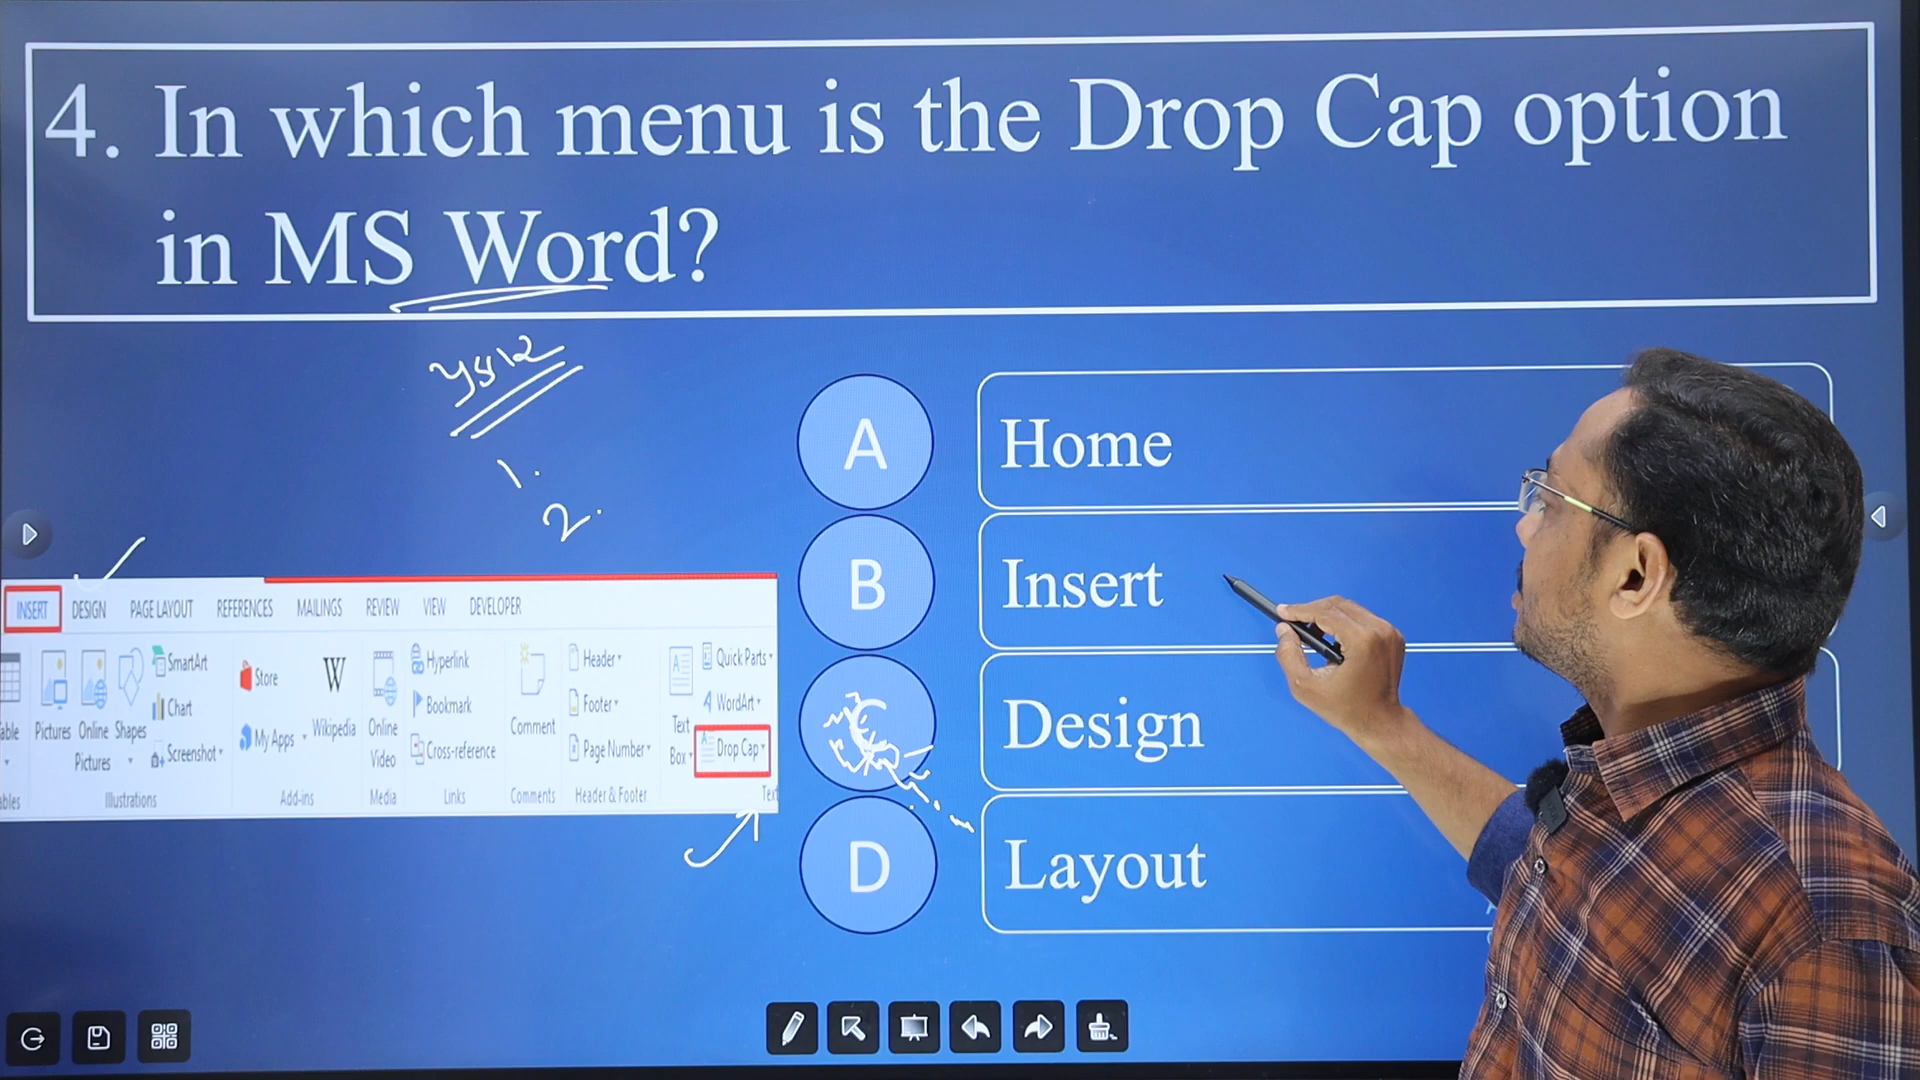 4. In which menu is the Drop Cap option
in MS Word?
1.
2.
A Home
B Insert
C Design
D Layout
INSERT DESIGN PAGE LAYOUT REFERENCES MAILINGS REVIEW VIEW DEVELOPER
SmartArt
Chart
Screenshot
Pictures
Online Pictures
Shapes
Illustrations
Store
My Apps
Wikipedia
Add-ins
Online Video
Media
Hyperlink
Bookmark
Cross-reference
Links
Comment
Comments
Header
Footer
Page Number
Header & Footer
Text Box
Quick Parts
WordArt
Drop Cap
Text